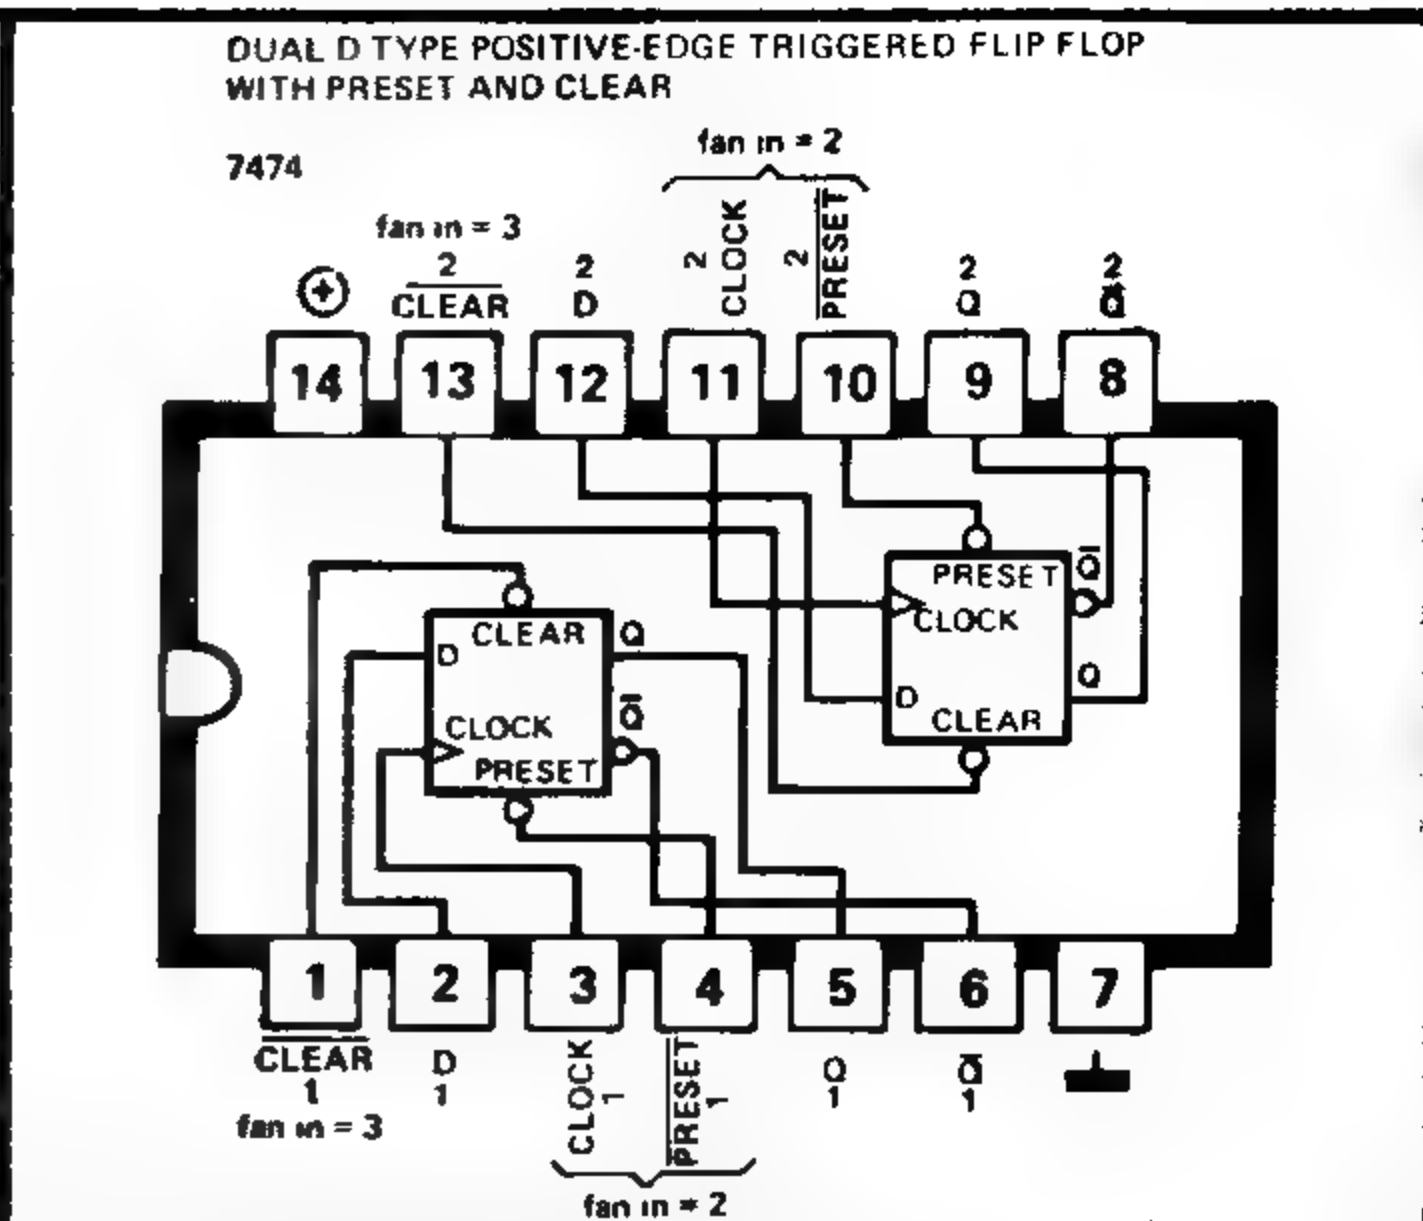 DUAL D TYPE POSITIVE-EDGE TRIGGERED FLIP FLOP
WITH PRESET AND CLEAR
7474
fan in = 2
fan in = 3
2
CLEAR
2
D
2
CLOCK
2
PRESET
2
Q
2
Q̅
14
13
12
11
10
9
8
PRESET
CLOCK
D
CLEAR
Q̅
Q
CLEAR
D
CLOCK
PRESET
Q
Q̅
1
2
3
4
5
6
7
CLEAR
1
fan in = 3
D
1
CLOCK
1
PRESET
1
Q
1
Q̅
1
fan in = 2